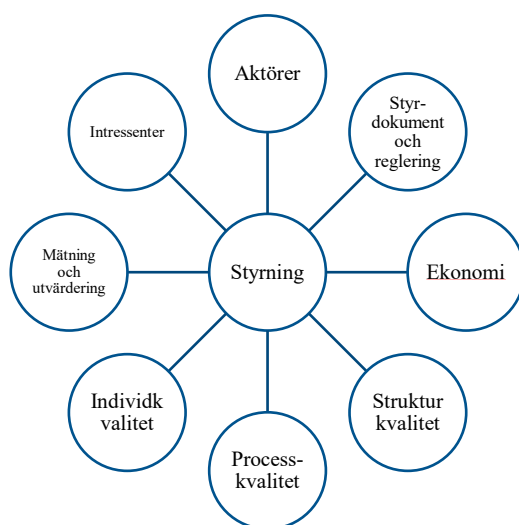 Aktörer
Styr-
dokument
och
reglering
Intressenter
Styrning
Ekonomi
Mätning
och
utvärdering
Individk
valitet
Struktur
kvalitet
Process-
kvalitet